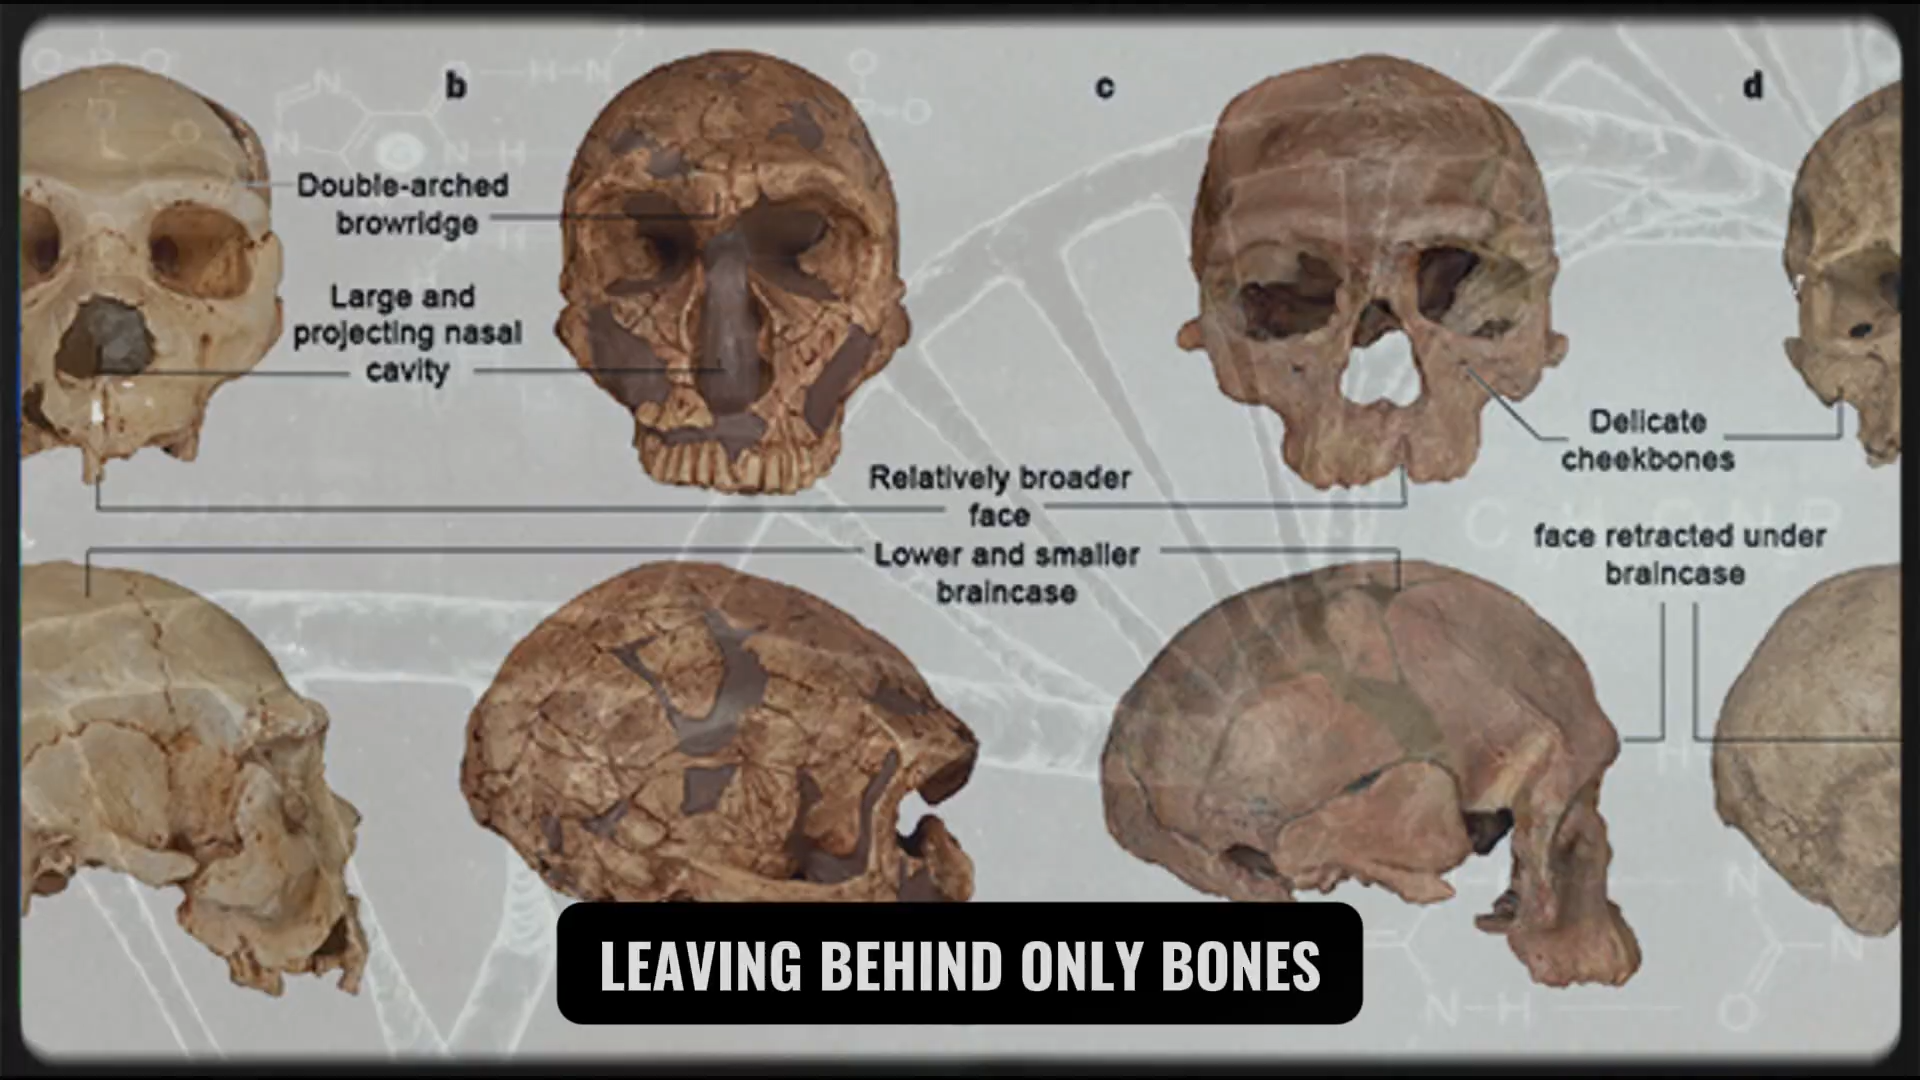 b
c
d
Double-arched
browridge
Large and
projecting nasal
cavity
Delicate
cheekbones
Relatively broader
face
Lower and smaller
braincase
face retracted under
braincase
LEAVING BEHIND ONLY BONES